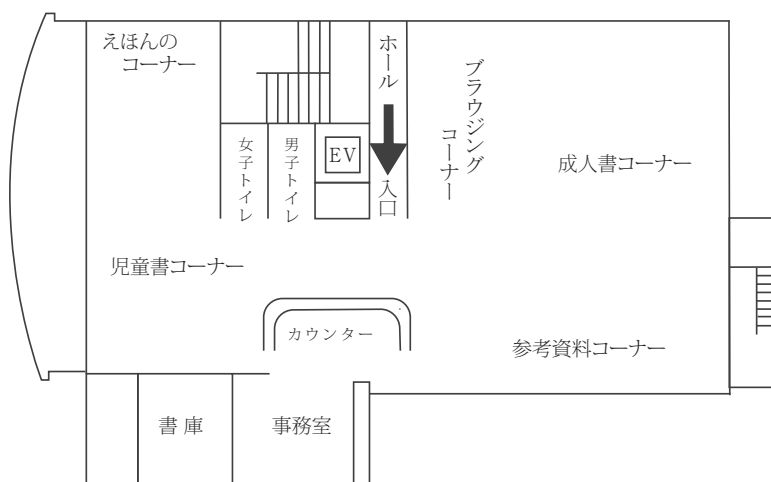 えほんの
コーナー
ホール
ブラウジング
コーナー
女子トイレ
男子トイレ
EV
入口
成人書コーナー
児童書コーナー
カウンター
参考資料コーナー
書庫
事務室